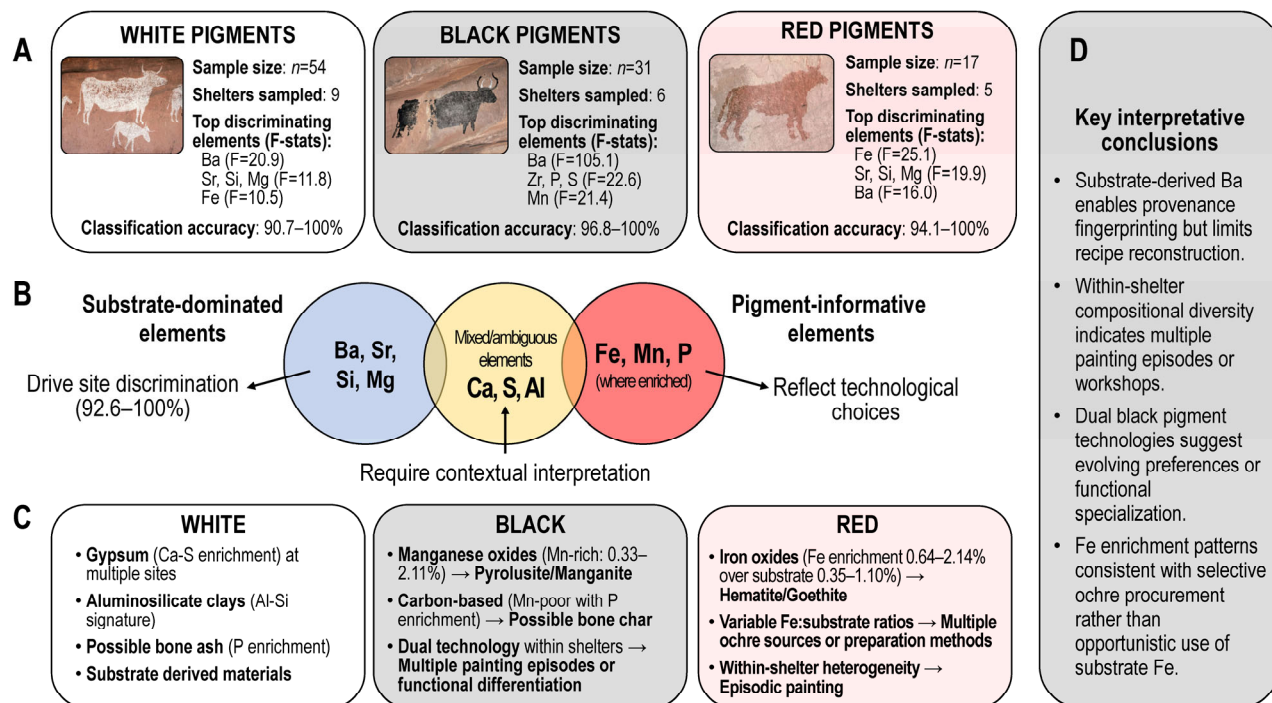 A
WHITE PIGMENTS
Sample size: n=54
Shelters sampled: 9
Top discriminating
elements (F-stats):
Ba (F=20.9)
Sr, Si, Mg (F=11.8)
Fe (F=10.5)
Classification accuracy: 90.7–100%
BLACK PIGMENTS
Sample size: n=31
Shelters sampled: 6
Top discriminating
elements (F-stats):
Ba (F=105.1)
Zr, P, S (F=22.6)
Mn (F=21.4)
Classification accuracy: 96.8–100%
RED PIGMENTS
Sample size: n=17
Shelters sampled: 5
Top discriminating
elements (F-stats):
Fe (F=25.1)
Sr, Si, Mg (F=19.9)
Ba (F=16.0)
Classification accuracy: 94.1–100%
B
Substrate-dominated
elements
Drive site discrimination
(92.6–100%)
Ba, Sr,
Si, Mg
Mixed/ambiguous
elements
Ca, S, Al
Require contextual interpretation
Fe, Mn, P
(where enriched)
Pigment-informative
elements
Reflect technological
choices
C
WHITE
• Gypsum (Ca-S enrichment) at
multiple sites
• Aluminosilicate clays (Al-Si
signature)
• Possible bone ash (P enrichment)
• Substrate derived materials
BLACK
• Manganese oxides (Mn-rich: 0.33–
2.11%) → Pyrolusite/Manganite
• Carbon-based (Mn-poor with P
enrichment) → Possible bone char
• Dual technology within shelters →
Multiple painting episodes or
functional differentiation
RED
• Iron oxides (Fe enrichment 0.64–2.14%
over substrate 0.35–1.10%) →
Hematite/Goethite
• Variable Fe:substrate ratios → Multiple
ochre sources or preparation methods
• Within-shelter heterogeneity →
Episodic painting
D
Key interpretative
conclusions
• Substrate-derived Ba
enables provenance
fingerprinting but limits
recipe reconstruction.
• Within-shelter
compositional diversity
indicates multiple
painting episodes or
workshops.
• Dual black pigment
technologies suggest
evolving preferences or
functional
specialization.
• Fe enrichment patterns
consistent with selective
ochre procurement
rather than
opportunistic use of
substrate Fe.